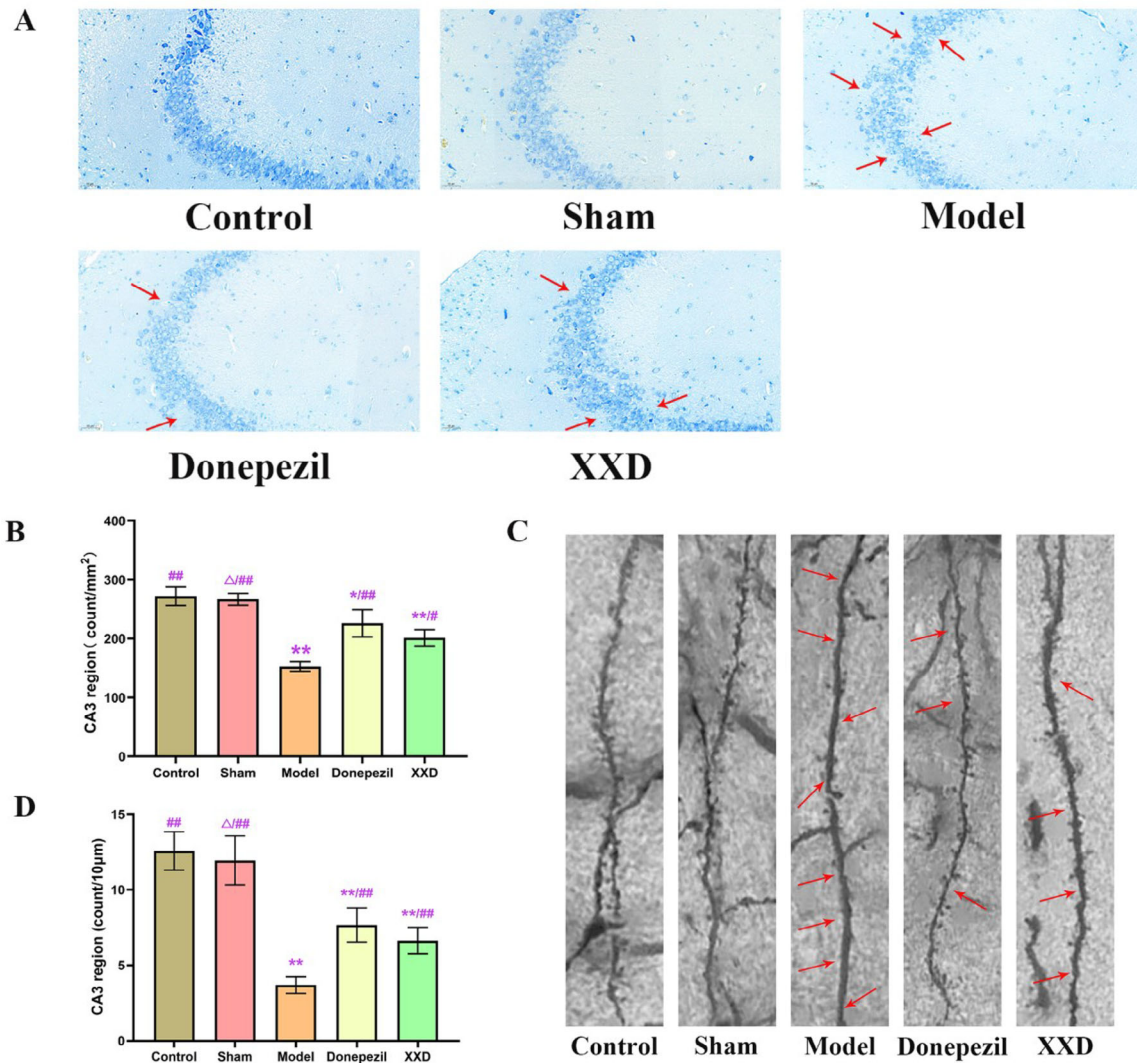 A
Control
Sham
Model
Donepezil
XXD
B
CA3 region( count/mm²)
400
300
200
100
0
##
△/##
**
*/##
**/#
Control
Sham
Model
Donepezil
XXD
D
CA3 region (count/10μm)
15
10
5
0
##
△/##
**
**/##
**/##
Control
Sham
Model
Donepezil
XXD
C
Control
Sham
Model
Donepezil
XXD